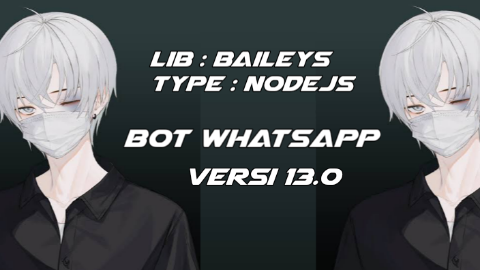 LIB : BAILEYS
TYPE : NODEJS
BOT WHATSAPP
VERSI 13.0